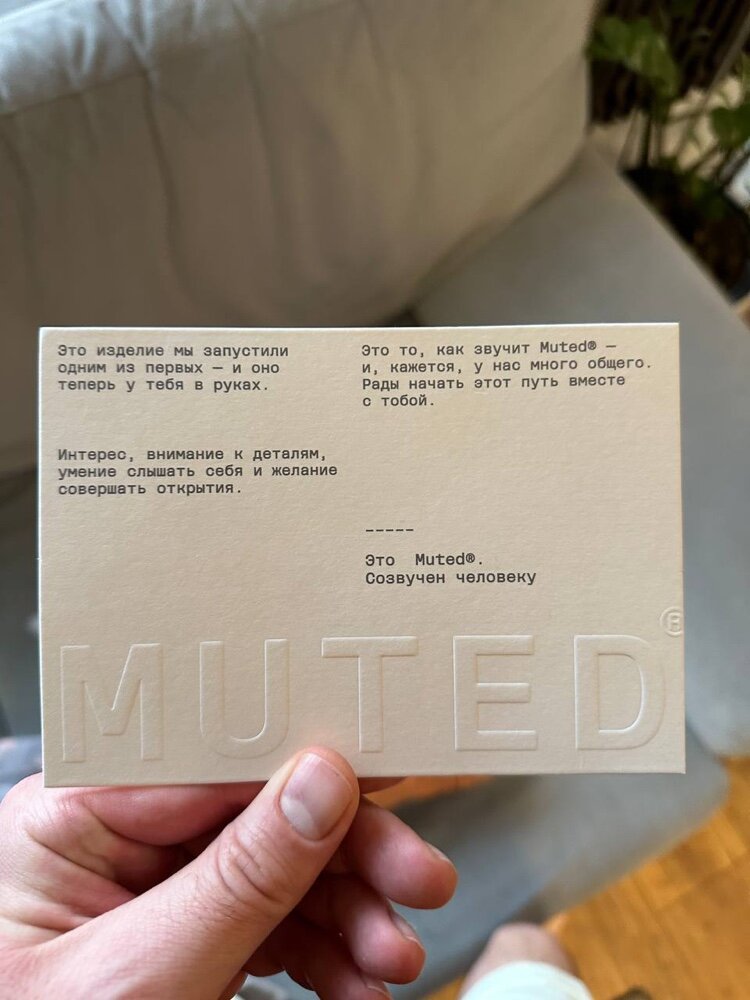 Это изделие мы запустили
одним из первых — и оно
теперь у тебя в руках.
Интерес, внимание к деталям,
умение слышать себя и желание
совершать открытия.
Это то, как звучит Muted® —
и, кажется, у нас много общего.
Рады начать этот путь вместе
с тобой.
-----
Это Muted®.
Созвучен человеку
MUTED®